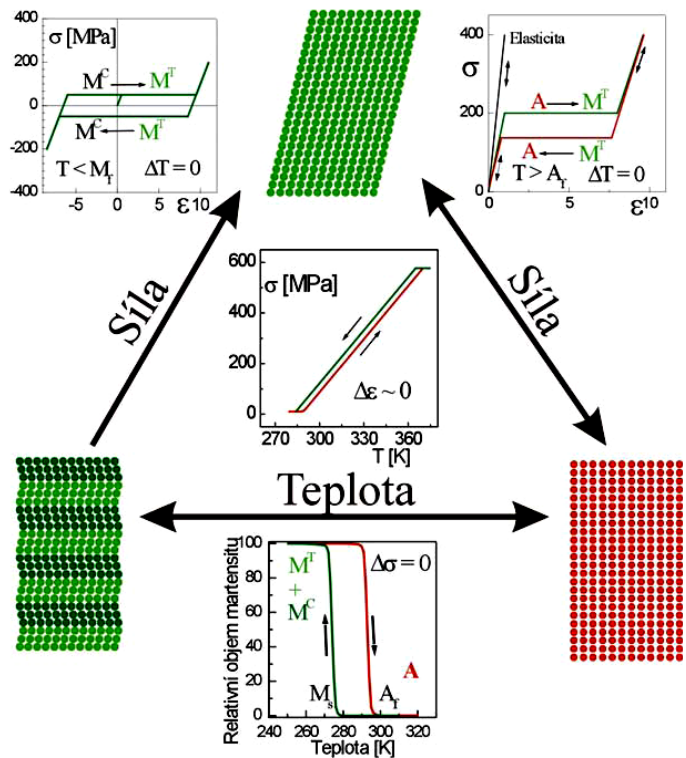 400
σ [MPa]
200
0
-200
-400
M^C → M^T
M^C ← M^T
T < M_f ΔT = 0
-5 0 5 ε 10
400
σ
200
0
Elasticita
A → M^T
A ← M^T
T > A_f ΔT = 0
0 5 ε 10
Síla
Síla
600
σ [MPa]
400
200
0
Δε ~ 0
270 300 330 360
T [K]
Teplota
Relativní objem martensitu
100
80
60
40
20
0
M^T
+
M^C
Δσ = 0
A
M_s A_f
240 260 280 300 320
Teplota [K]